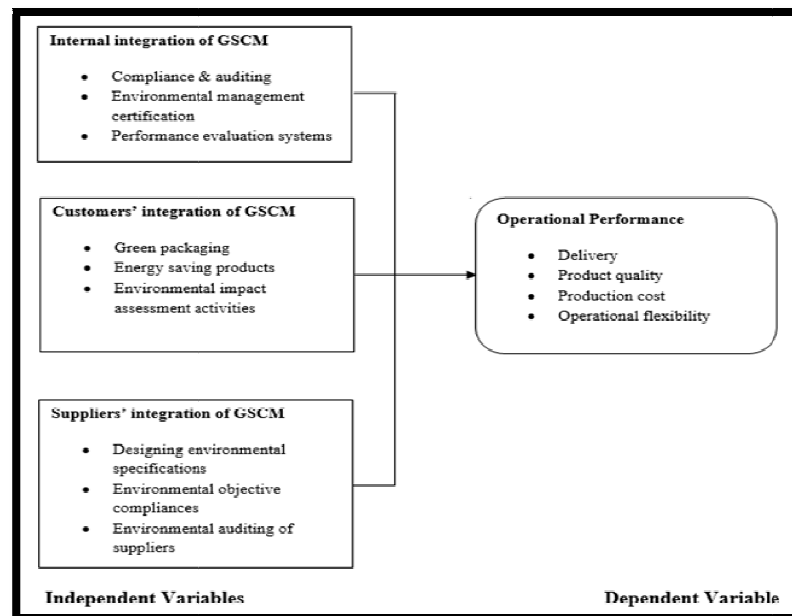 Internal integration of GSCM
• Compliance & auditing
• Environmental management
certification
• Performance evaluation systems
Customers' integration of GSCM
• Green packaging
• Energy saving products
• Environmental impact
assessment activities
Suppliers' integration of GSCM
• Designing environmental
specifications
• Environmental objective
compliances
• Environmental auditing of
suppliers
Operational Performance
• Delivery
• Product quality
• Production cost
• Operational flexibility
Independent Variables
Dependent Variable